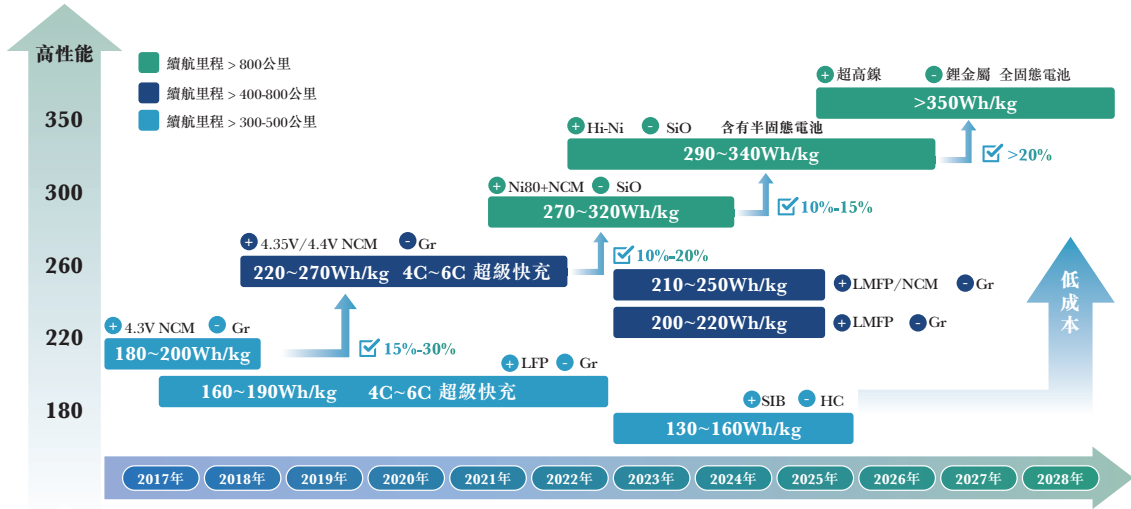 高性能
350
300
260
220
180
續航里程 > 800公里
續航里程 > 400-800公里
續航里程 > 300-500公里
+ 超高鎳 - 鋰金屬 全固態電池
>350Wh/kg
>20%
+ Hi-Ni - SiO 含有半固態電池
290~340Wh/kg
10%-15%
+ Ni80+NCM - SiO
270~320Wh/kg
10%-20%
+ 4.35V/4.4V NCM - Gr
220~270Wh/kg 4C~6C 超級快充
210~250Wh/kg
+ LMFP/NCM - Gr
200~220Wh/kg
+ LMFP - Gr
+ 4.3V NCM - Gr
180~200Wh/kg
15%-30%
+ LFP - Gr
160~190Wh/kg 4C~6C 超級快充
+ SIB - HC
130~160Wh/kg
低成本
2017年 2018年 2019年 2020年 2021年 2022年 2023年 2024年 2025年 2026年 2027年 2028年